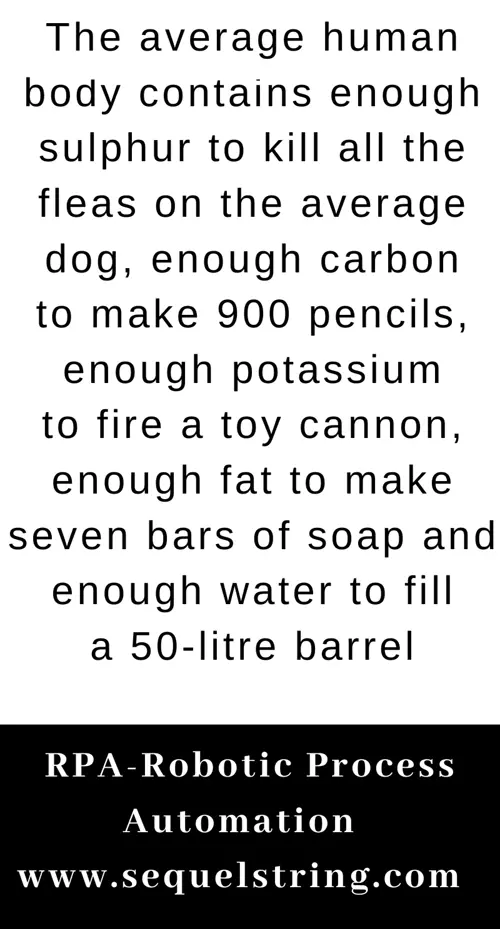 The average human
body contains enough
sulphur to kill all the
fleas on the average
dog, enough carbon
to make 900 pencils,
enough potassium
to fire a toy cannon,
enough fat to make
seven bars of soap and
enough water to fill
a 50-litre barrel
RPA-Robotic Process
Automation
www.sequelstring.com